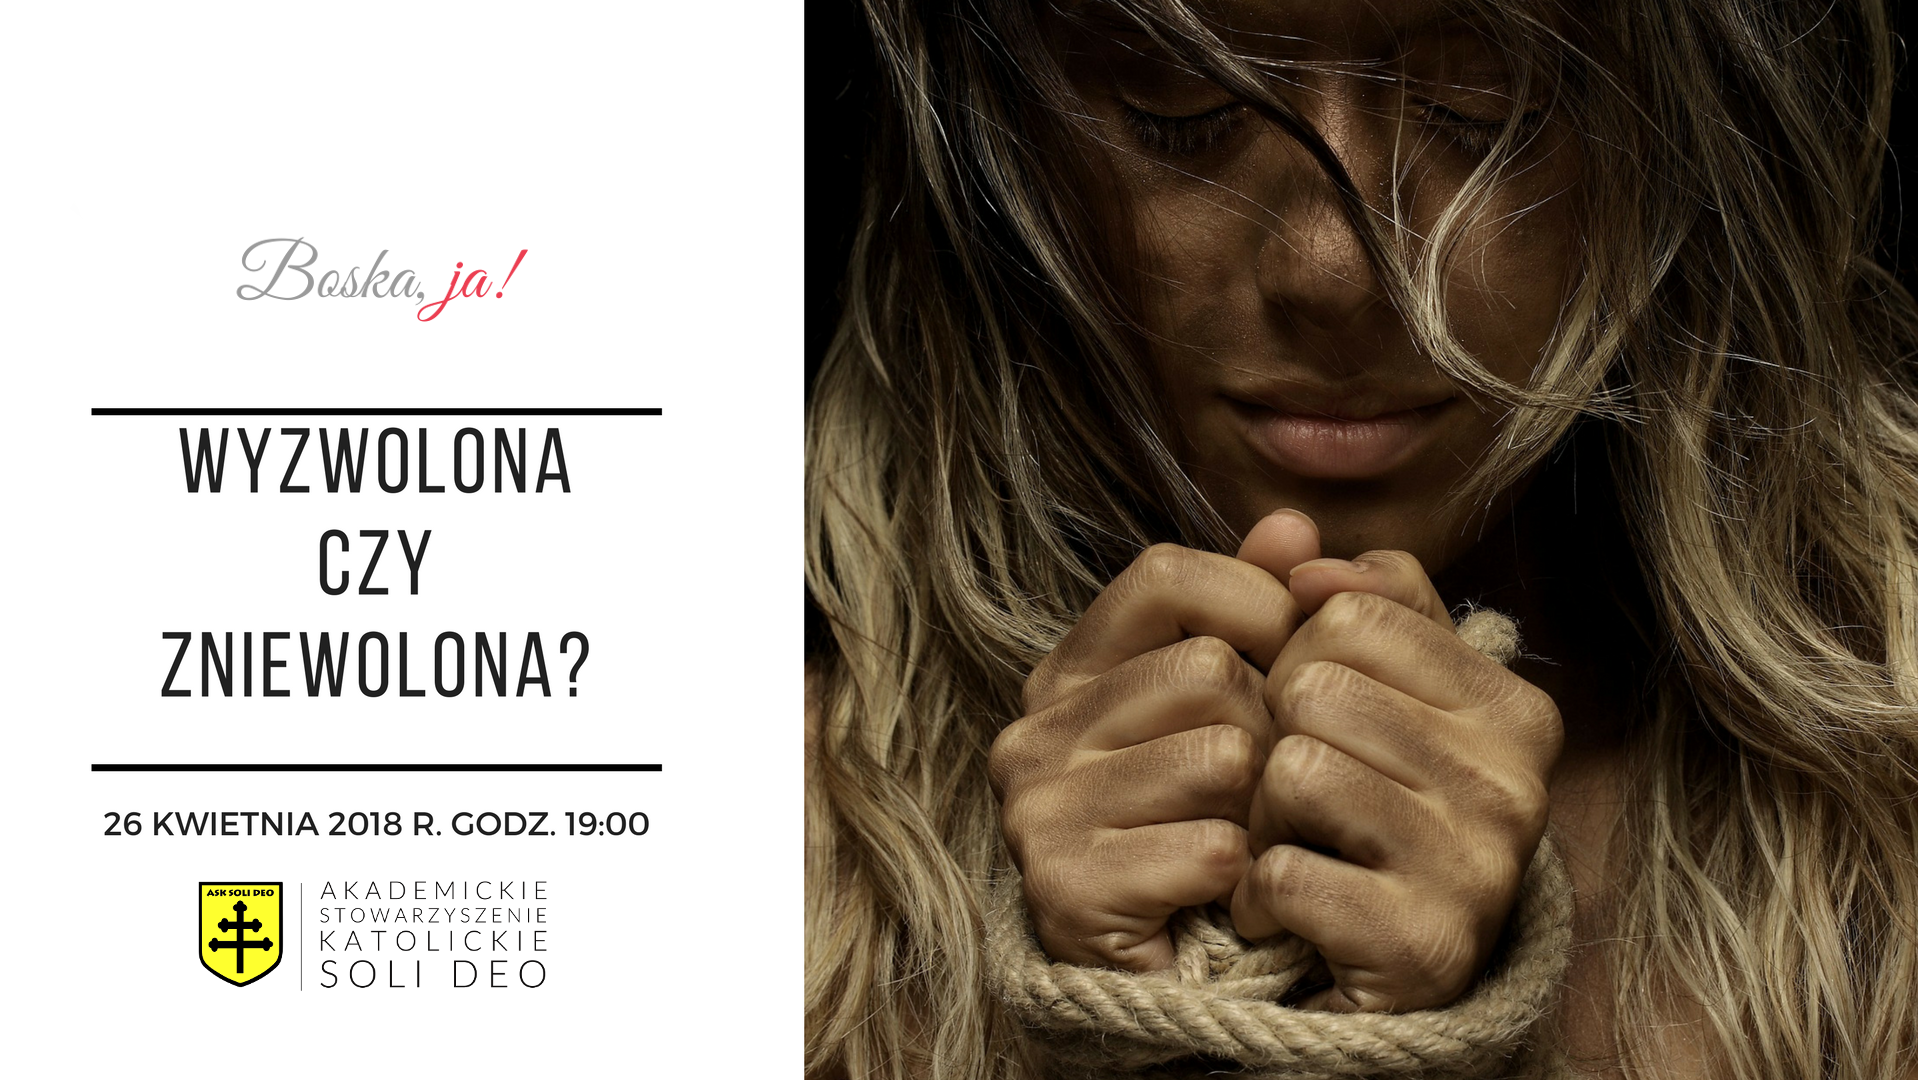 Boska, ja!
WYZWOLONA
CZY
ZNIEWOLONA?
26 KWIETNIA 2018 R. GODZ. 19:00
ASK SOLI DEO
AKADEMICKIE
STOWARZYSZENIE
KATOLICKIE
SOLI DEO